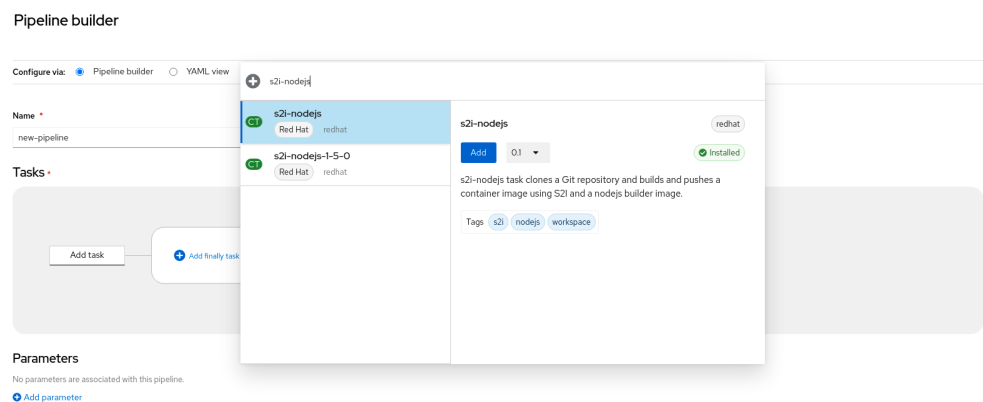 Pipeline builder
Configure via: Pipeline builder YAML view
s2i-nodejs
Name *
new-pipeline
s2i-nodejs
Red Hat redhat
s2i-nodejs-1-5-0
Red Hat redhat
s2i-nodejs redhat
Add 0.1 Installed
s2i-nodejs task clones a Git repository and builds and pushes a
container image using S2I and a nodejs builder image.
Tags s2i nodejs workspace
Tasks *
Add task
Add finally task
Parameters
No parameters are associated with this pipeline.
Add parameter